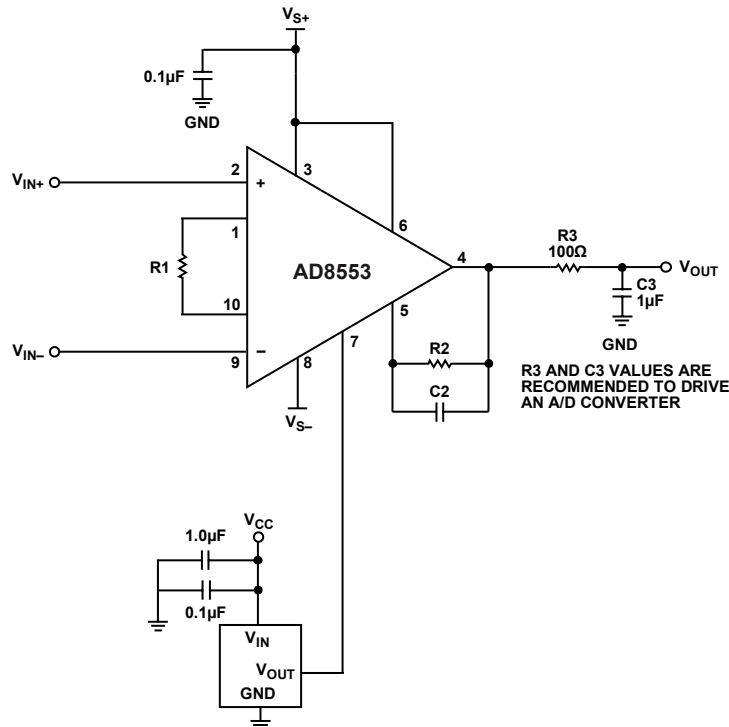 VS+
0.1µF
GND
2
3
VIN+
+
1
6
R1
AD8553
4
R3
100Ω
VOUT
C3
1µF
GND
10
5
VIN–
–
9
8
7
R2
C2
VS–
R3 AND C3 VALUES ARE
RECOMMENDED TO DRIVE
AN A/D CONVERTER
1.0µF
VCC
0.1µF
VIN
VOUT
GND